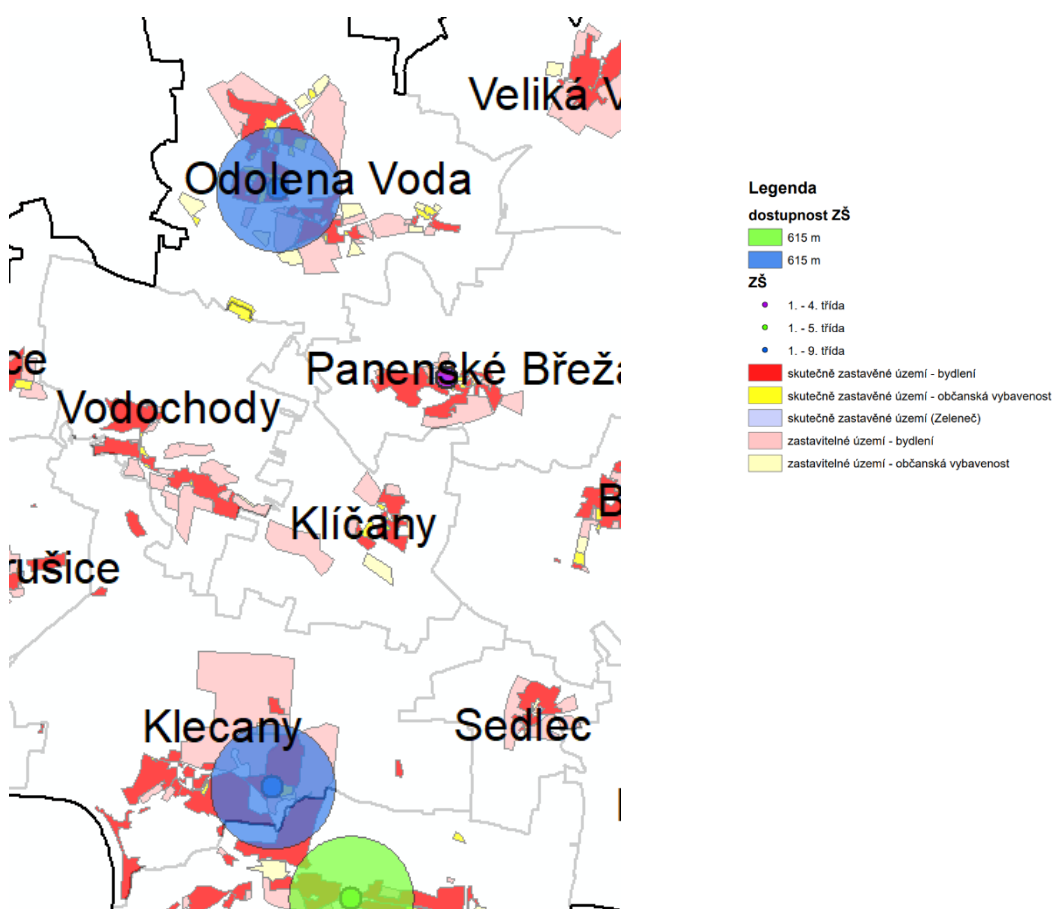 Veliká V
Odolena Voda
Panenské Břeža
ce
Vodochody
Klíčany
B
rušice
Klecany
Sedlec
Legenda
dostupnost ZŠ
615 m
615 m
ZŠ
1. - 4. třída
1. - 5. třída
1. - 9. třída
skutečně zastavěné území - bydlení
skutečně zastavěné území - občanská vybavenost
skutečně zastavěné území (Zeleneč)
zastavitelné území - bydlení
zastavitelné území - občanská vybavenost